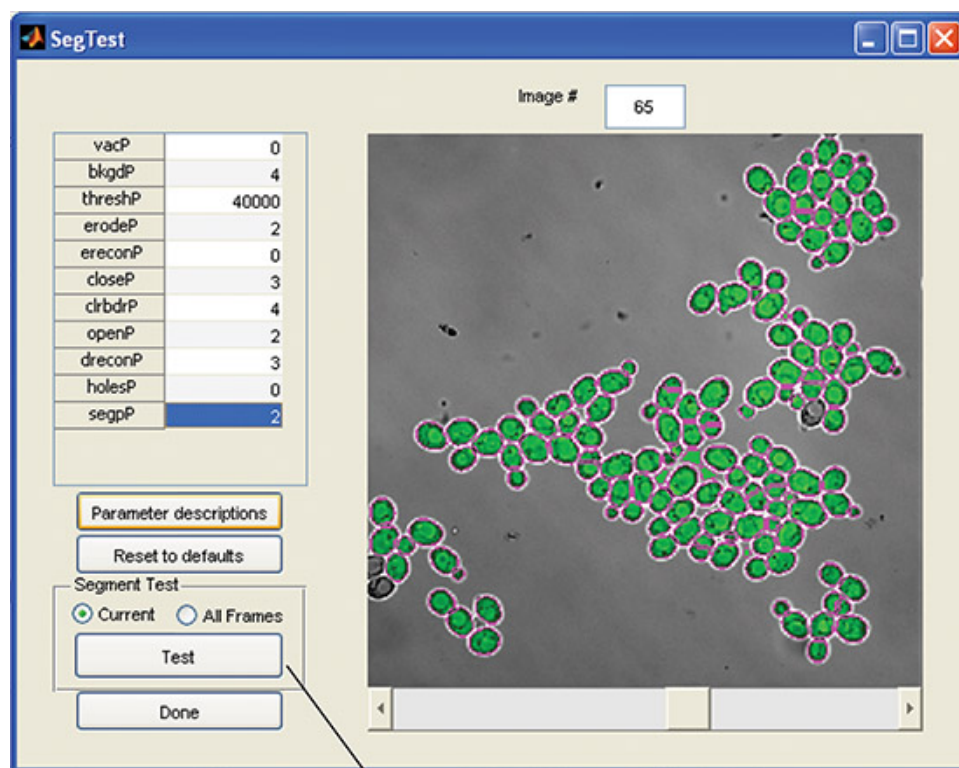 SegTest
Image # 65
vacP 0
bkgdP 4
threshP 40000
erodeP 2
ereconP 0
closeP 3
clrbdrP 4
openP 2
dreconP 3
holesP 0
segpP 2
Parameter descriptions
Reset to defaults
Segment Test
Current All Frames
Test
Done